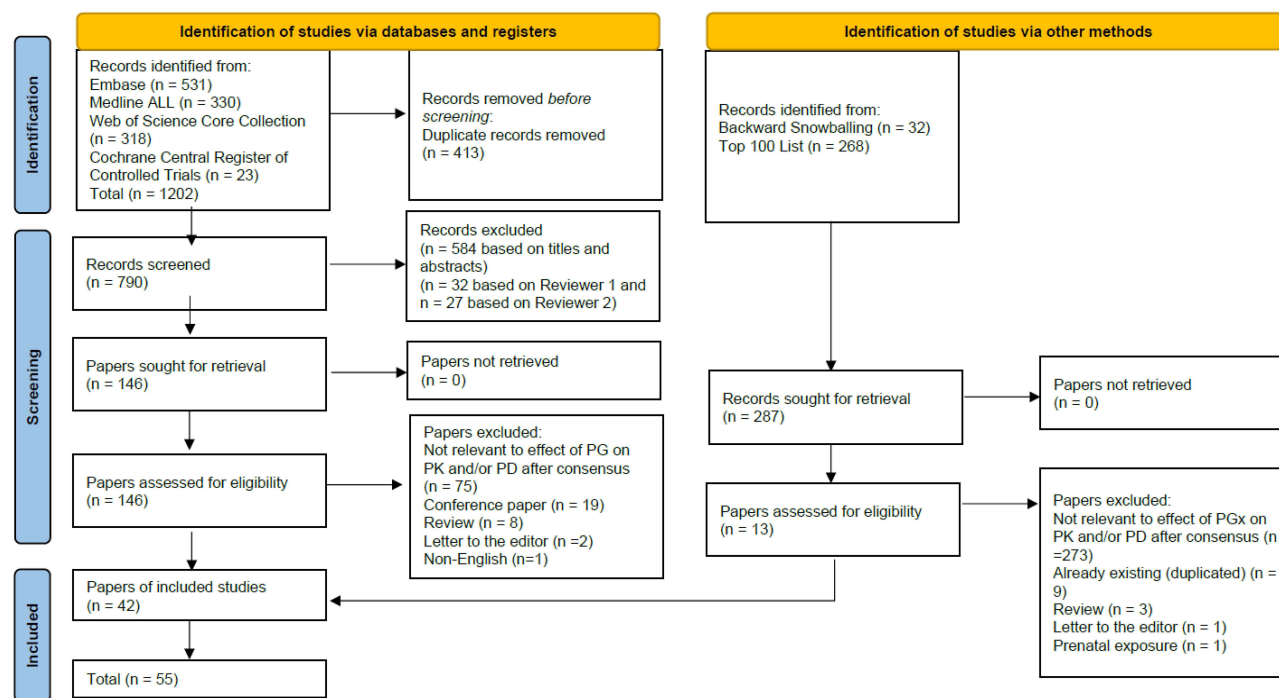 Identification of studies via databases and registers
Identification of studies via other methods
Identification
Records identified from:
Embase (n = 531)
Medline ALL (n = 330)
Web of Science Core Collection
(n = 318)
Cochrane Central Register of
Controlled Trials (n = 23)
Total (n = 1202)
Records removed before
screening:
Duplicate records removed
(n = 413)
Records identified from:
Backward Snowballing (n = 32)
Top 100 List (n = 268)
Screening
Records screened
(n = 790)
Records excluded
(n = 584 based on titles and
abstracts)
(n = 32 based on Reviewer 1 and
n = 27 based on Reviewer 2)
Papers sought for retrieval
(n = 146)
Papers not retrieved
(n = 0)
Records sought for retrieval
(n = 287)
Papers not retrieved
(n = 0)
Papers assessed for eligibility
(n = 146)
Papers excluded:
Not relevant to effect of PG on
PK and/or PD after consensus
(n = 75)
Conference paper (n = 19)
Review (n = 8)
Letter to the editor (n =2)
Non-English (n=1)
Papers assessed for eligibility
(n = 13)
Papers excluded:
Not relevant to effect of PGx on
PK and/or PD after consensus (n
=273)
Already existing (duplicated) (n =
9)
Review (n = 3)
Letter to the editor (n = 1)
Prenatal exposure (n = 1)
Included
Papers of included studies
(n = 42)
Total (n = 55)